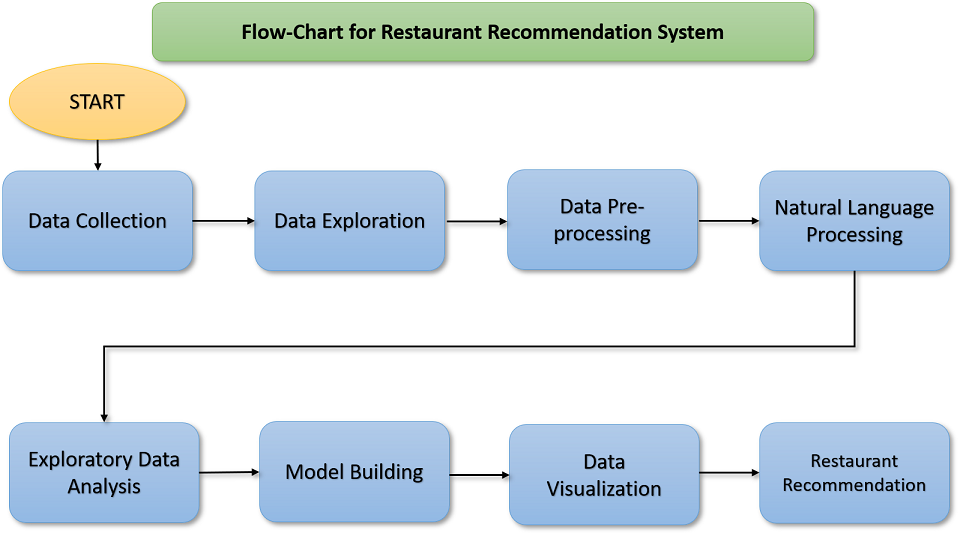 Flow-Chart for Restaurant Recommendation System
START
Data Collection
Data Exploration
Data Pre-
processing
Natural Language
Processing
Exploratory Data
Analysis
Model Building
Data
Visualization
Restaurant
Recommendation